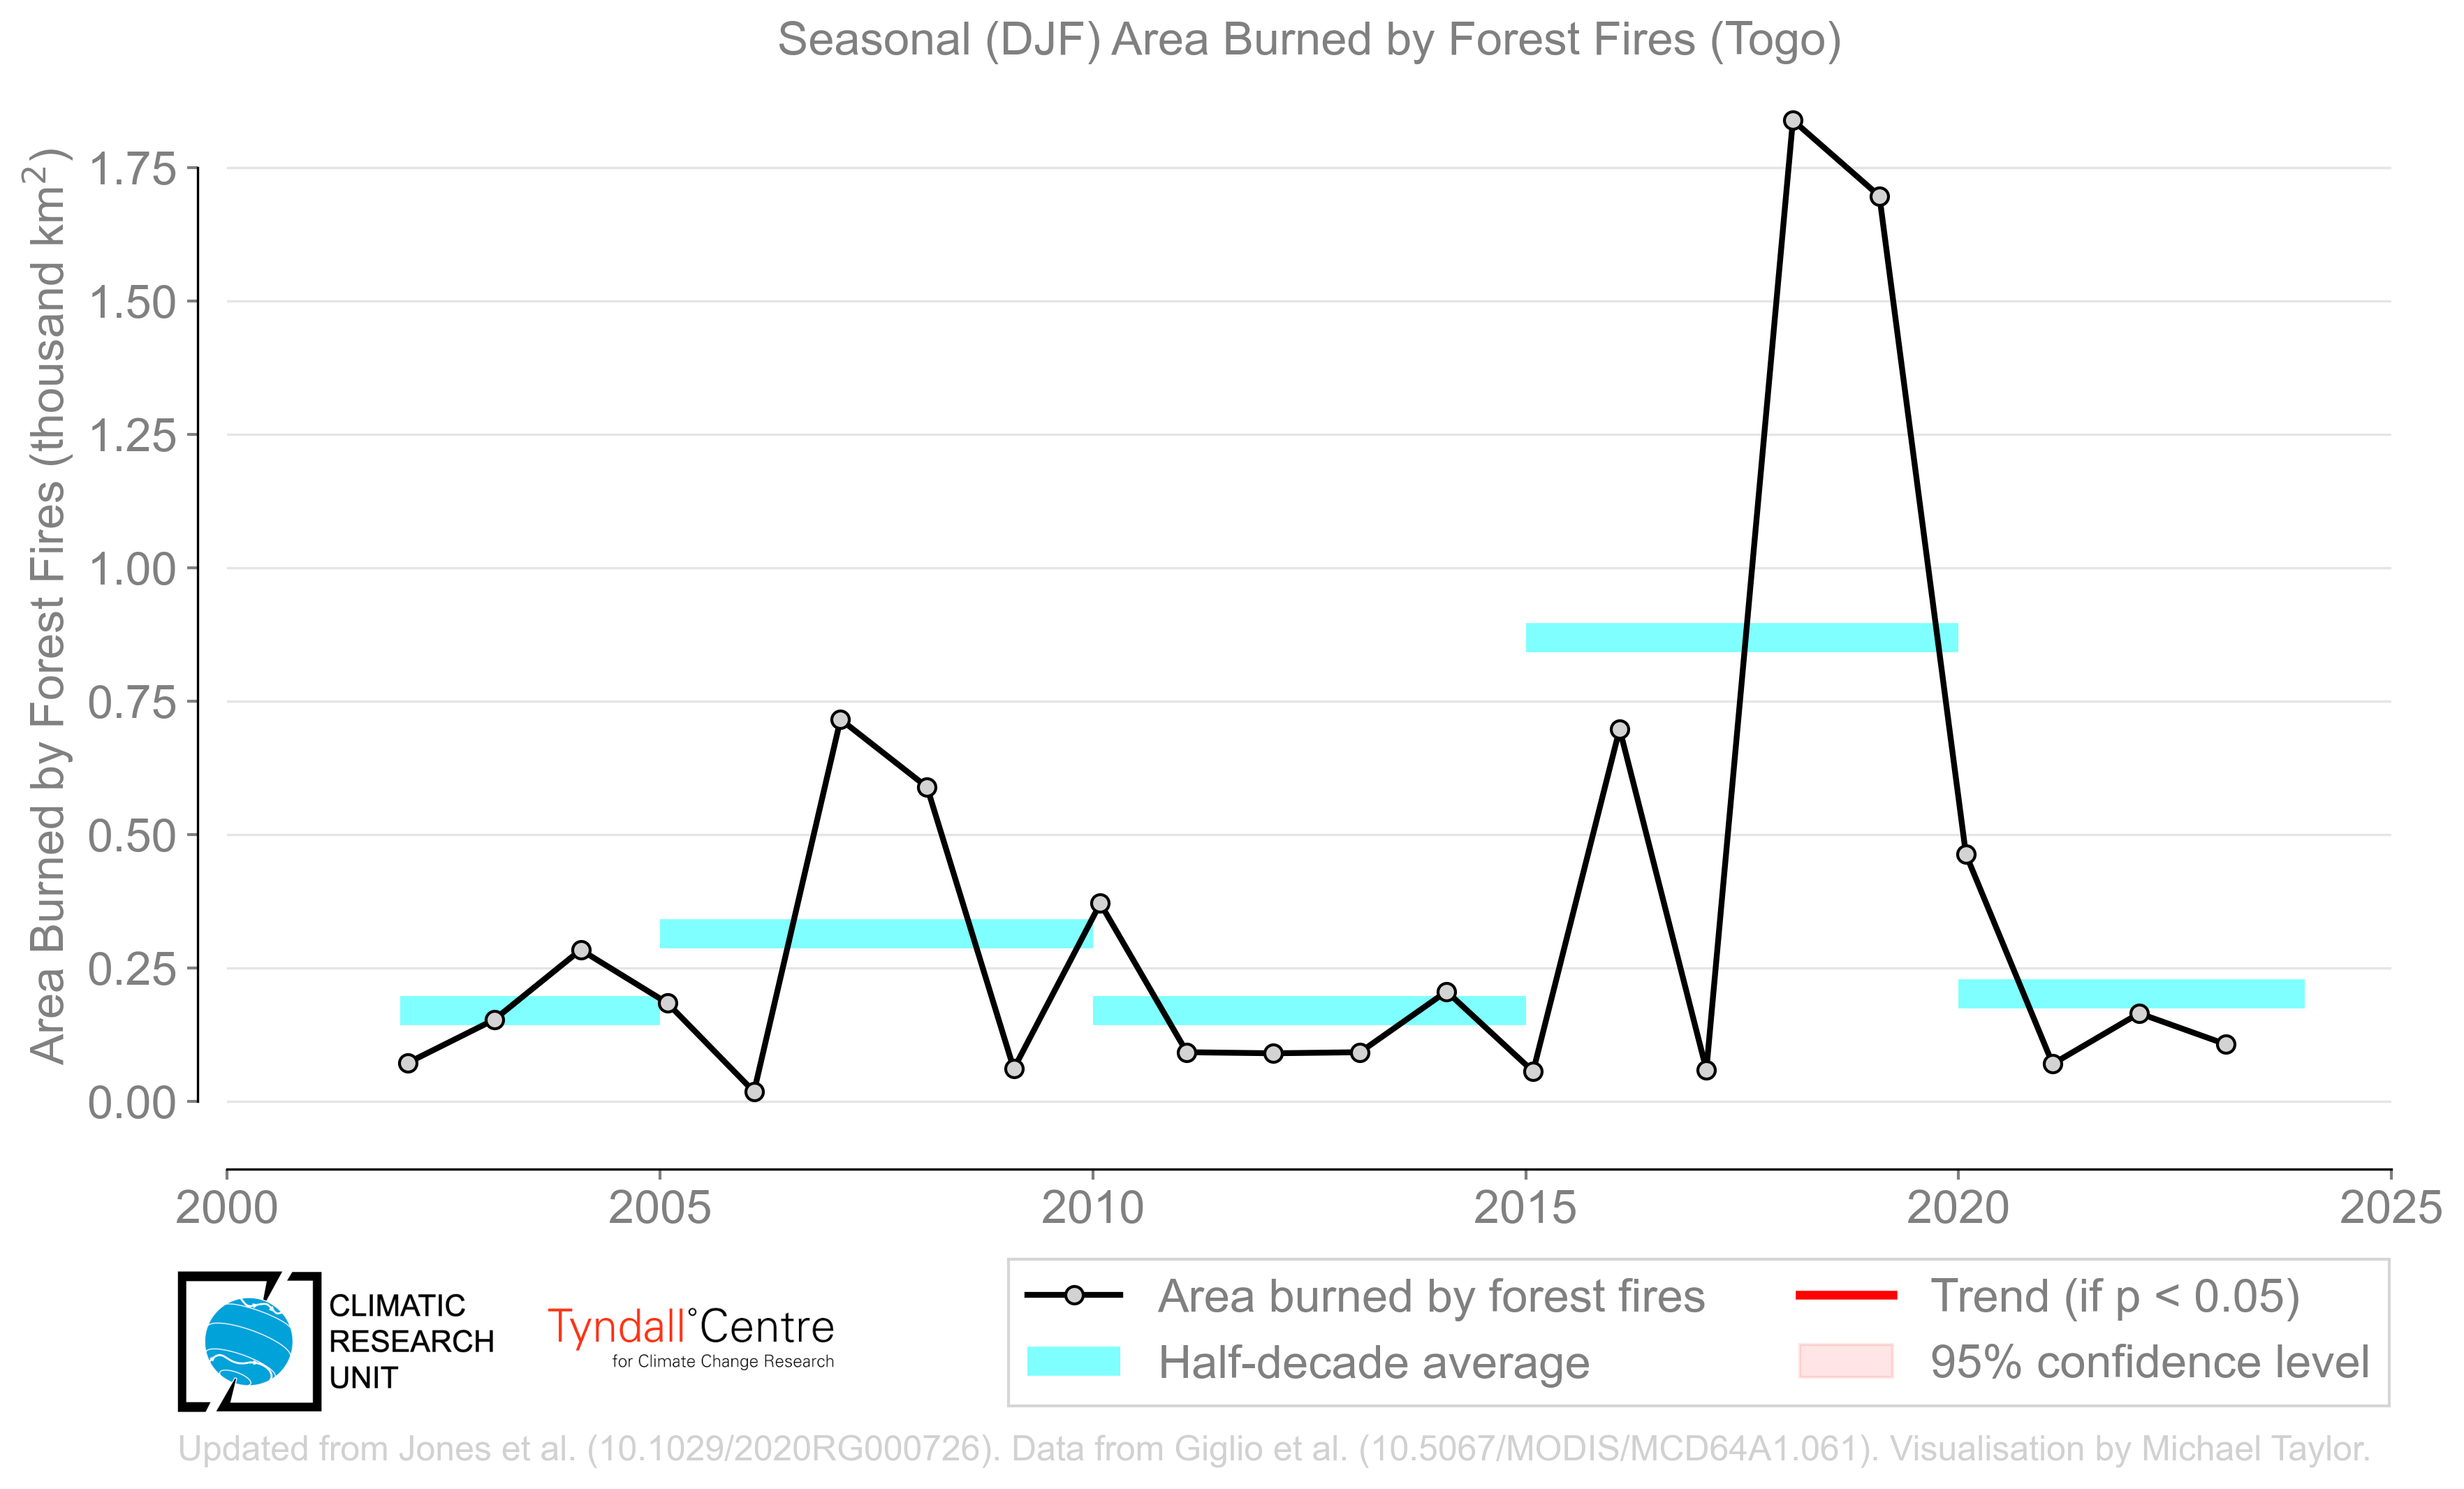 Seasonal (DJF) Area Burned by Forest Fires (Togo)
Area Burned by Forest Fires (thousand km²)
1.75
1.50
1.25
1.00
0.75
0.50
0.25
0.00
2000 2005 2010 2015 2020 2025
CLIMATIC
RESEARCH
UNIT
Tyndall°Centre
for Climate Change Research
Area burned by forest fires
Half-decade average
Trend (if p < 0.05)
95% confidence level
Updated from Jones et al. (10.1029/2020RG000726). Data from Giglio et al. (10.5067/MODIS/MCD64A1.061). Visualisation by Michael Taylor.